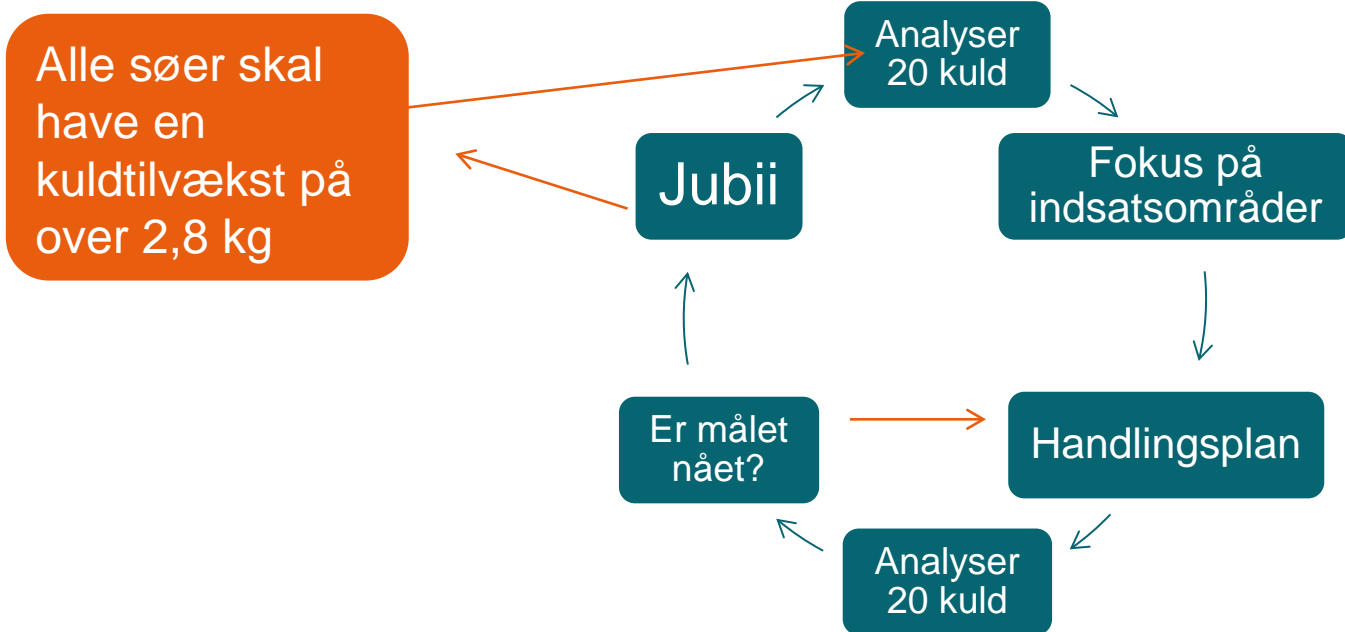 Alle søer skal
have en
kuldtilvækst på
over 2,8 kg
Analyser
20 kuld
Fokus på
indsatsområder
Handlingsplan
Analyser
20 kuld
Er målet
nået?
Jubii